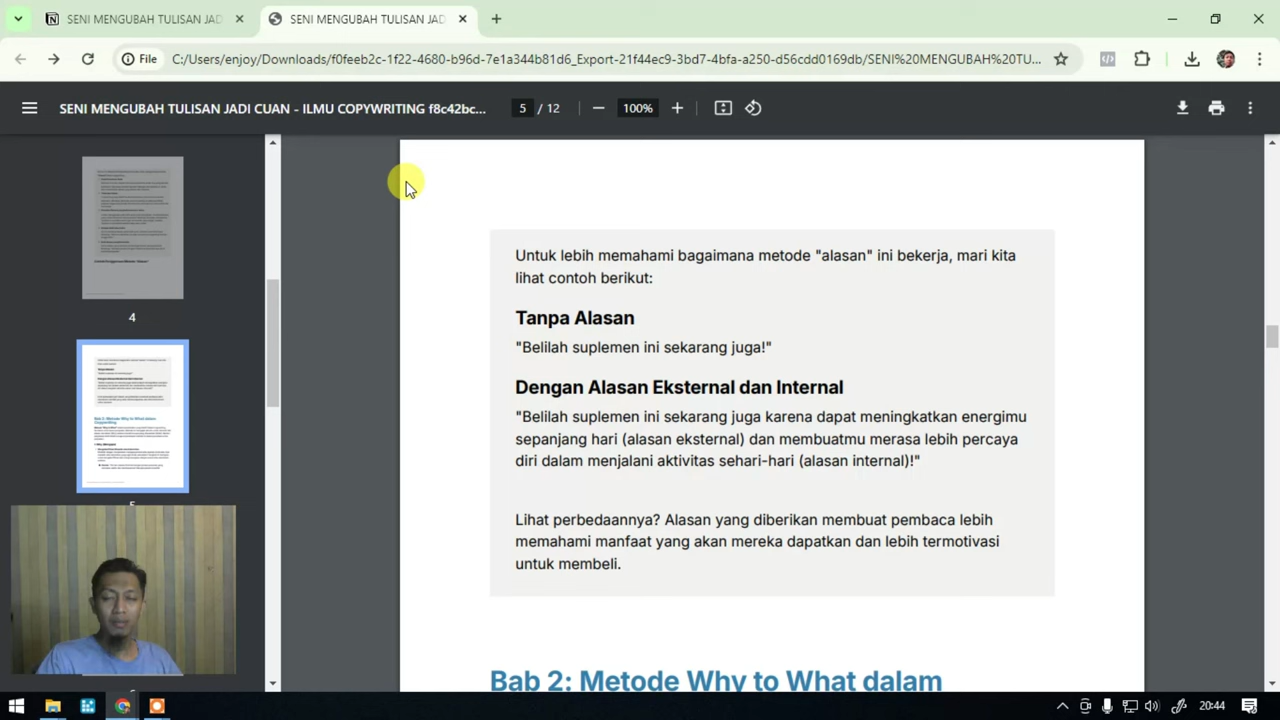 SENI MENGUBAH TULISAN JAD
SENI MENGUBAH TULISAN JAD
File
C:/Users/enjoy/Downloads/f0feeb2c-1f22-4680-b96d-7e1a344b81d6_Export-21f44ec9-3bd7-4bfa-a250-d56cdd0169db/SENI%20MENGUBAH%20TU...
SENI MENGUBAH TULISAN JADI CUAN - ILMU COPYWRITING f8c42bc...
5 / 12
100%
4
5
Untuk lebih memahami bagaimana metode "alasan" ini bekerja, mari kita
lihat contoh berikut:
Tanpa Alasan
"Belilah suplemen ini sekarang juga!"
Dengan Alasan Eksternal dan Internal
"Belilah suplemen ini sekarang juga karena dapat meningkatkan energimu
sepanjang hari (alasan eksternal) dan membuatmu merasa lebih percaya
diri dalam menjalani aktivitas sehari-hari (alasan internal)!"
Lihat perbedaannya? Alasan yang diberikan membuat pembaca lebih
memahami manfaat yang akan mereka dapatkan dan lebih termotivasi
untuk membeli.
Bab 2: Metode Why to What dalam
20:44